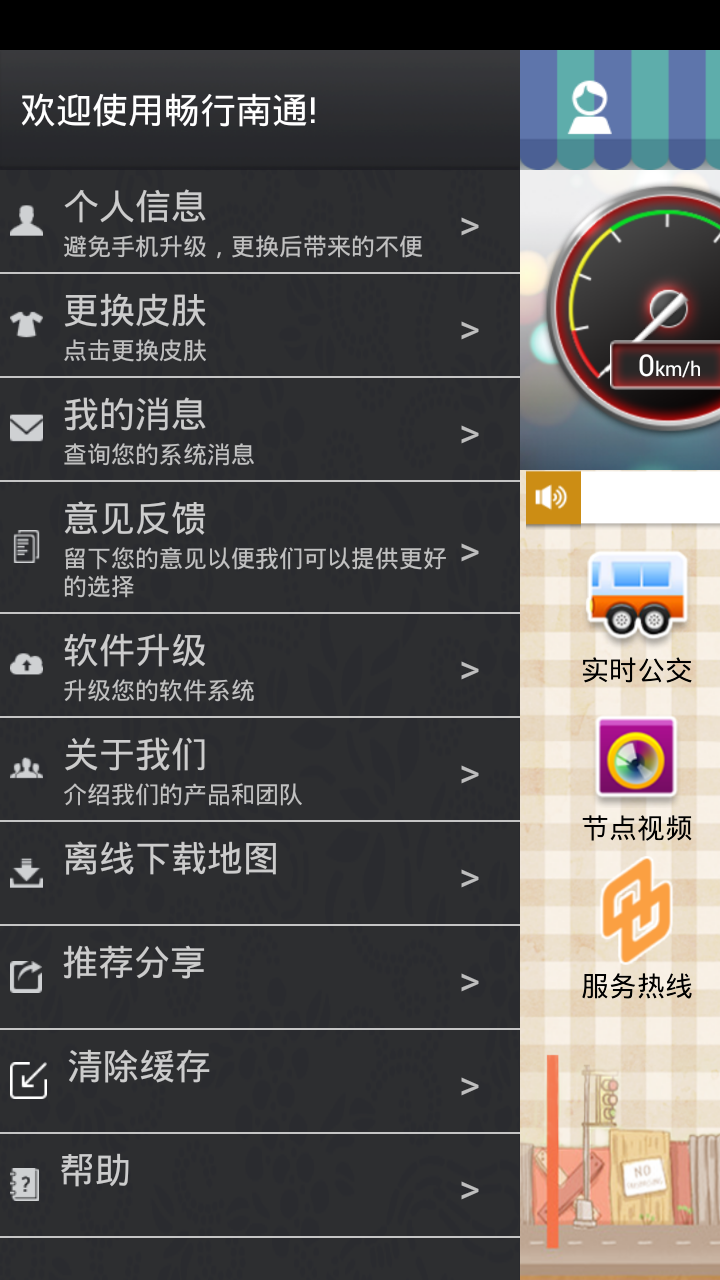 欢迎使用畅行南通!
个人信息
避免手机升级，更换后带来的不便
>
更换皮肤
点击更换皮肤
>
我的消息
查询您的系统消息
>
意见反馈
留下您的意见以便我们可以提供更好
的选择
>
软件升级
升级您的软件系统
>
关于我们
介绍我们的产品和团队
>
离线下载地图
>
推荐分享
>
清除缓存
>
帮助
>
0km/h
实时公交
节点视频
服务热线
NO